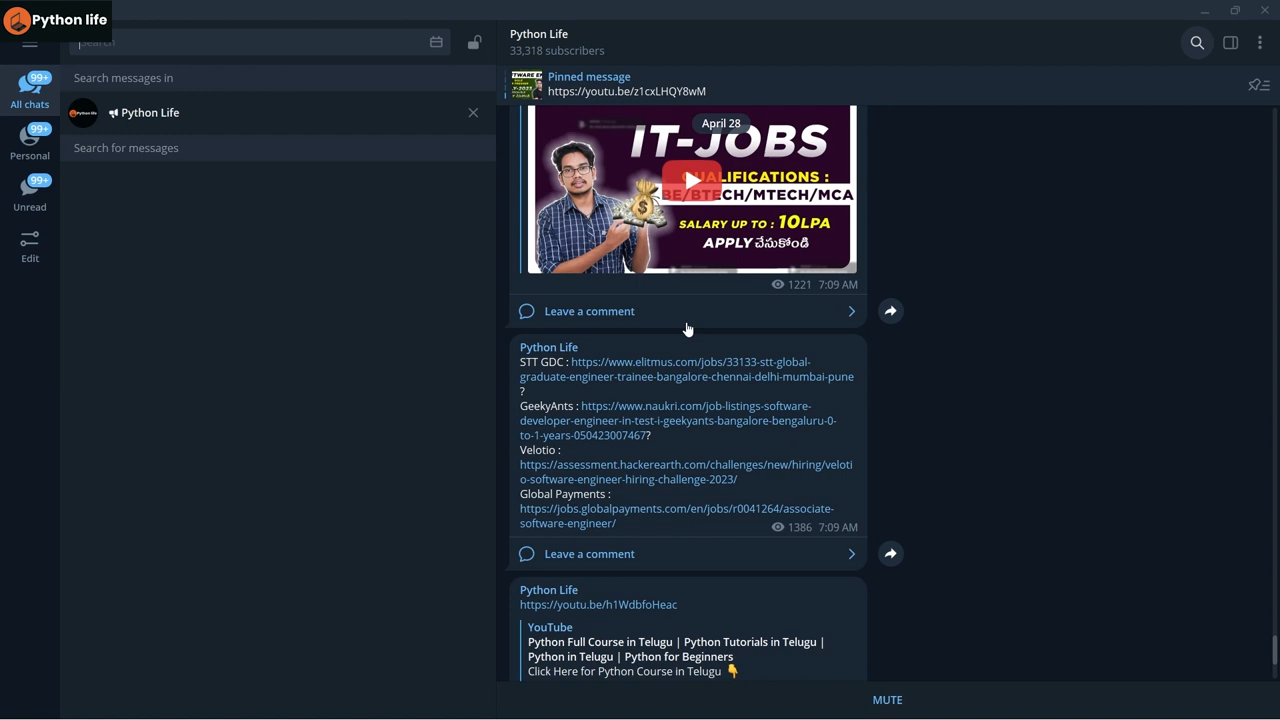 Python life
Search
99+
All chats
99+
Personal
99+
Unread
Edit
Search messages in
Python Life
Search for messages
Python Life
33,318 subscribers
Pinned message
https://youtu.be/z1cxLHQY8wM
April 28
IT-JOBS
QUALIFICATIONS :
BE/BTECH/MTECH/MCA
SALARY UP TO : 10LPA
APPLY చేసుకోండి
1221 7:09 AM
Leave a comment
Python Life
STT GDC : https://www.elitmus.com/jobs/33133-stt-global-
graduate-engineer-trainee-bangalore-chennai-delhi-mumbai-pune
?
GeekyAnts : https://www.naukri.com/job-listings-software-
developer-engineer-in-test-i-geekyants-bangalore-bengaluru-0-
to-1-years-050423007467?
Velotio :
https://assessment.hackerearth.com/challenges/new/hiring/veloti
o-software-engineer-hiring-challenge-2023/
Global Payments :
https://jobs.globalpayments.com/en/jobs/r0041264/associate-
software-engineer/
1386 7:09 AM
Leave a comment
Python Life
https://youtu.be/h1WdbfoHeac
YouTube
Python Full Course in Telugu | Python Tutorials in Telugu |
Python in Telugu | Python for Beginners
Click Here for Python Course in Telugu 👇
MUTE